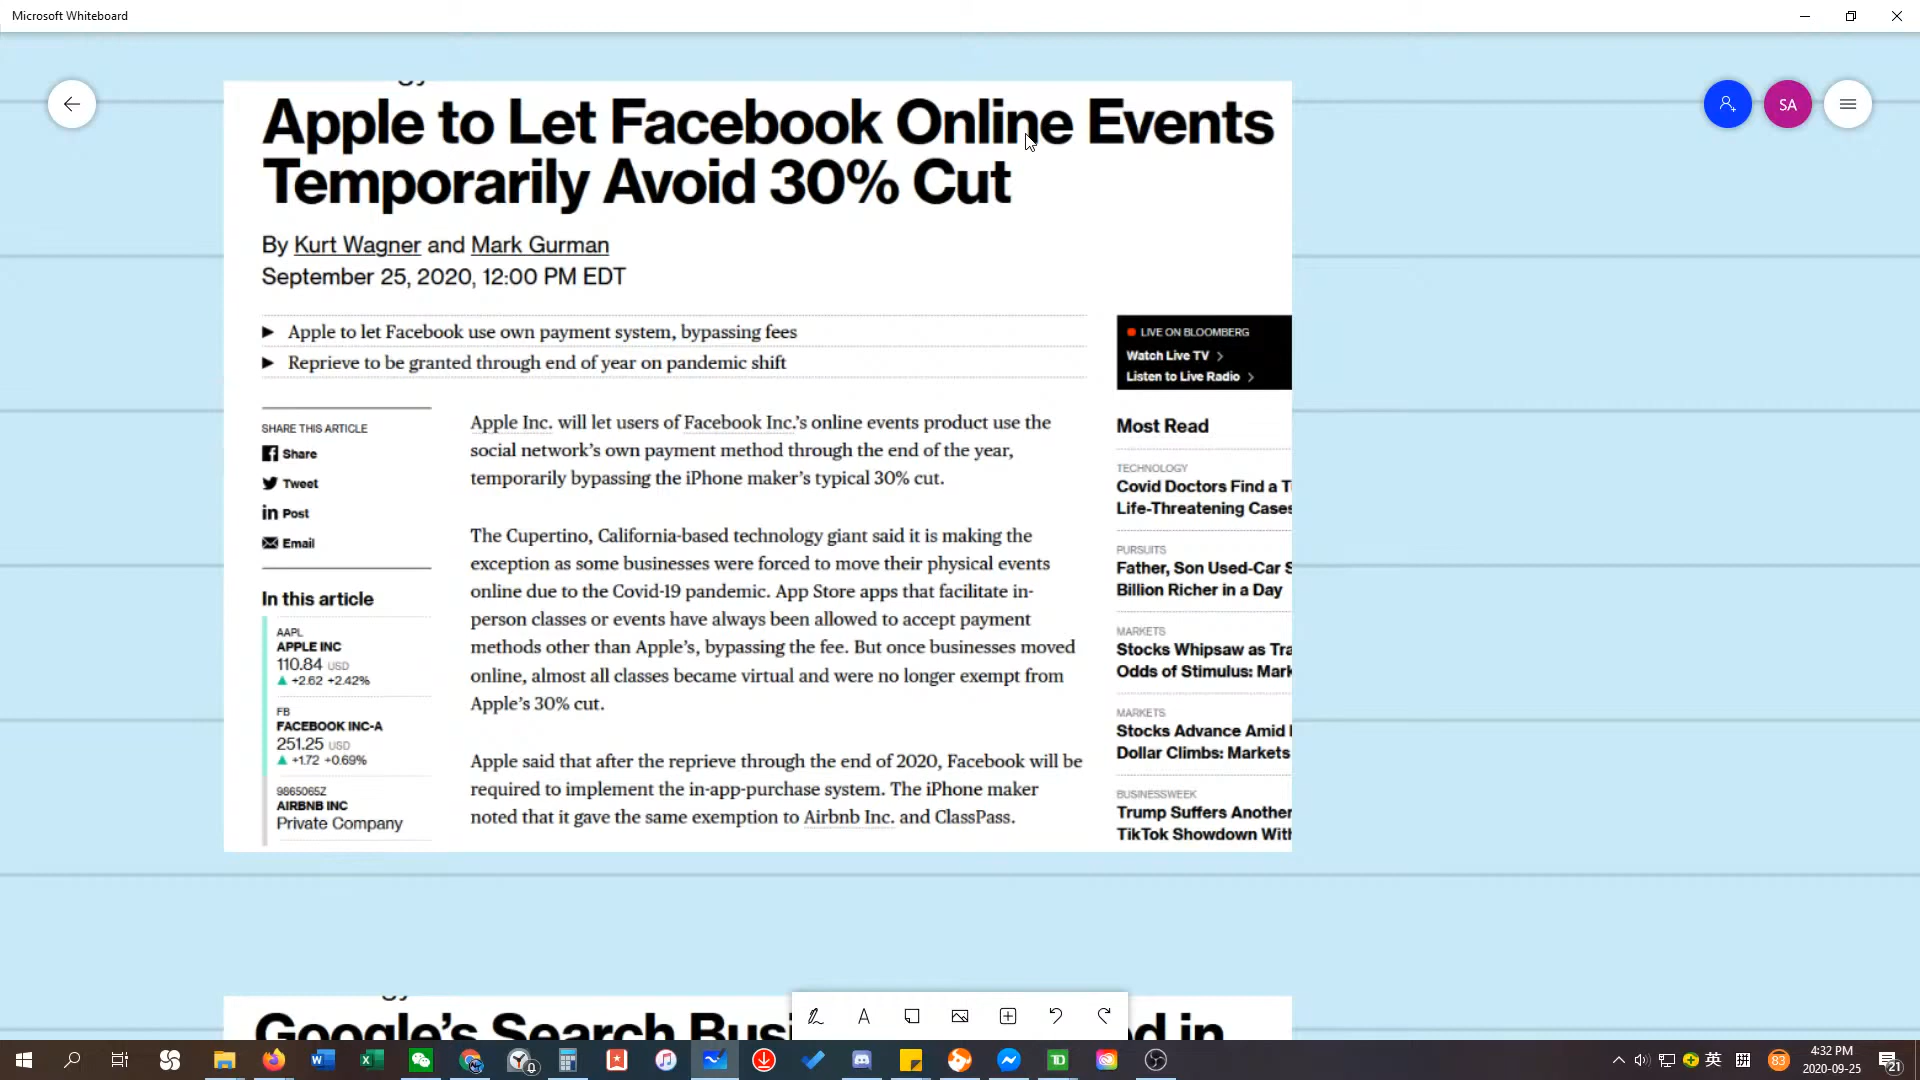 Microsoft Whiteboard
SA
Apple to Let Facebook Online Events
Temporarily Avoid 30% Cut
By Kurt Wagner and Mark Gurman
September 25, 2020, 12:00 PM EDT
Apple to let Facebook use own payment system, bypassing fees
Reprieve to be granted through end of year on pandemic shift
SHARE THIS ARTICLE
Share
Tweet
in Post
Email
In this article
AAPL
APPLE INC
110.84 USD
+2.62 +2.42%
FB
FACEBOOK INC-A
251.25 USD
+1.72 +0.69%
9865065Z
AIRBNB INC
Private Company
Apple Inc. will let users of Facebook Inc.'s online events product use the
social network's own payment method through the end of the year,
temporarily bypassing the iPhone maker's typical 30% cut.
The Cupertino, California-based technology giant said it is making the
exception as some businesses were forced to move their physical events
online due to the Covid-19 pandemic. App Store apps that facilitate in-
person classes or events have always been allowed to accept payment
methods other than Apple's, bypassing the fee. But once businesses moved
online, almost all classes became virtual and were no longer exempt from
Apple's 30% cut.
Apple said that after the reprieve through the end of 2020, Facebook will be
required to implement the in-app-purchase system. The iPhone maker
noted that it gave the same exemption to Airbnb Inc. and ClassPass.
LIVE ON BLOOMBERG
Watch Live TV >
Listen to Live Radio >
Most Read
TECHNOLOGY
Covid Doctors Find a T
Life-Threatening Cases
PURSUITS
Father, Son Used-Car S
Billion Richer in a Day
MARKETS
Stocks Whipsaw as Tra
Odds of Stimulus: Mark
MARKETS
Stocks Advance Amid
Dollar Climbs: Markets
BUSINESSWEEK
Trump Suffers Another
TikTok Showdown With
Google's Search Busi
d in
英
拼
83
4:32 PM
2020-09-25
21